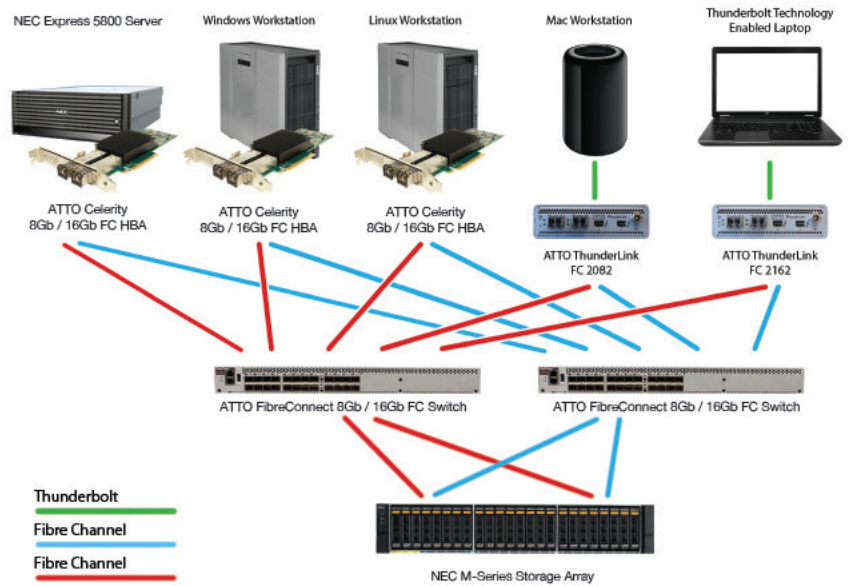 NEC Express 5800 Server
Windows Workstation
Linux Workstation
Mac Workstation
Thunderbolt Technology
Enabled Laptop
NEC
ATTO Celerity
8Gb / 16Gb FC HBA
ATTO Celerity
8Gb / 16Gb FC HBA
ATTO Celerity
8Gb / 16Gb FC HBA
ATTO ThunderLink
FC 2082
ATTO ThunderLink
FC 2162
ATTO FibreConnect 8Gb / 16Gb FC Switch
ATTO FibreConnect 8Gb / 16Gb FC Switch
Thunderbolt
Fibre Channel
Fibre Channel
NEC M-Series Storage Array